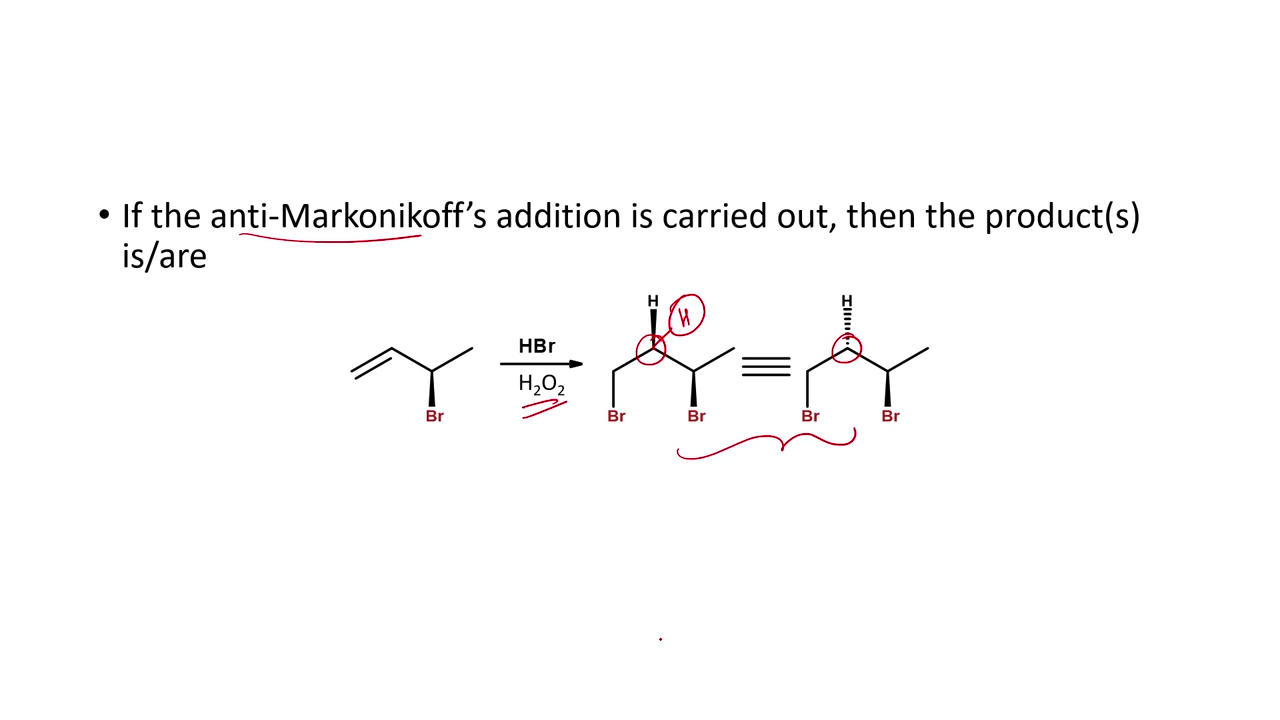 • If the anti-Markonikoff’s addition is carried out, then the product(s)
is/are
H
H
H
HBr
H₂O₂
Br
Br
Br
Br
Br